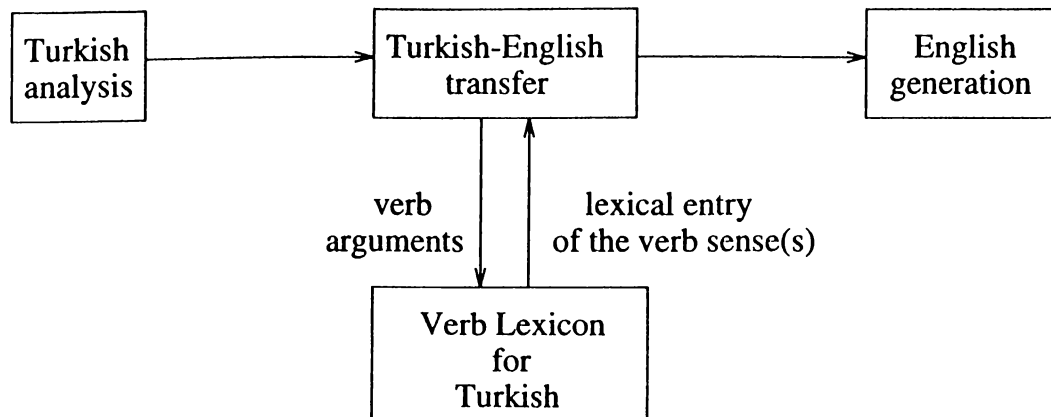 Turkish
analysis
Turkish-English
transfer
English
generation
verb
arguments
lexical entry
of the verb sense(s)
Verb Lexicon
for
Turkish